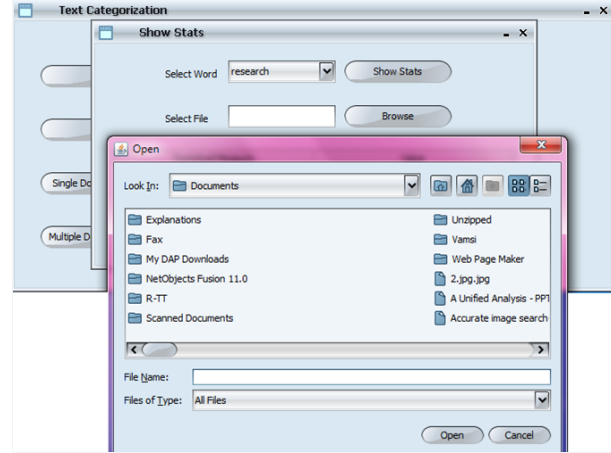 Text Categorization
Show Stats
Select Word research Show Stats
Select File Browse
Single Do
Multiple D
Open
Look In: Documents
Explanations Unzipped
Fax Vamsi
My DAP Downloads Web Page Maker
NetObjects Fusion 11.0 2.jpg.jpg
R-TT A Unified Analysis - PPT
Scanned Documents Accurate image search
File Name:
Files of Type: All Files
Open Cancel